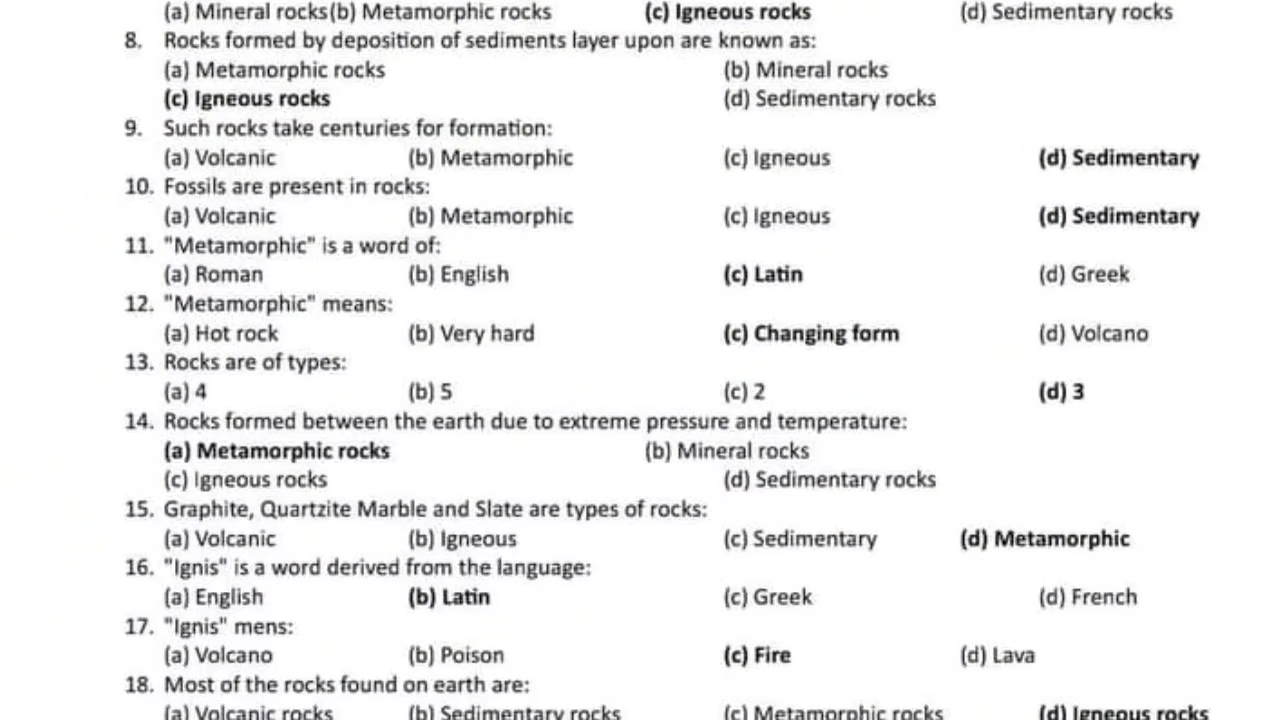 (a) Mineral rocks(b) Metamorphic rocks (c) Igneous rocks (d) Sedimentary rocks
8. Rocks formed by deposition of sediments layer upon are known as:
(a) Metamorphic rocks (b) Mineral rocks
(c) Igneous rocks (d) Sedimentary rocks
9. Such rocks take centuries for formation:
(a) Volcanic (b) Metamorphic (c) Igneous (d) Sedimentary
10. Fossils are present in rocks:
(a) Volcanic (b) Metamorphic (c) Igneous (d) Sedimentary
11. "Metamorphic" is a word of:
(a) Roman (b) English (c) Latin (d) Greek
12. "Metamorphic" means:
(a) Hot rock (b) Very hard (c) Changing form (d) Volcano
13. Rocks are of types:
(a) 4 (b) 5 (c) 2 (d) 3
14. Rocks formed between the earth due to extreme pressure and temperature:
(a) Metamorphic rocks (b) Mineral rocks
(c) Igneous rocks (d) Sedimentary rocks
15. Graphite, Quartzite Marble and Slate are types of rocks:
(a) Volcanic (b) Igneous (c) Sedimentary (d) Metamorphic
16. "Ignis" is a word derived from the language:
(a) English (b) Latin (c) Greek (d) French
17. "Ignis" mens:
(a) Volcano (b) Poison (c) Fire (d) Lava
18. Most of the rocks found on earth are:
(a) Volcanic rocks (b) Sedimentary rocks (c) Metamorphic rocks (d) Igneous rocks